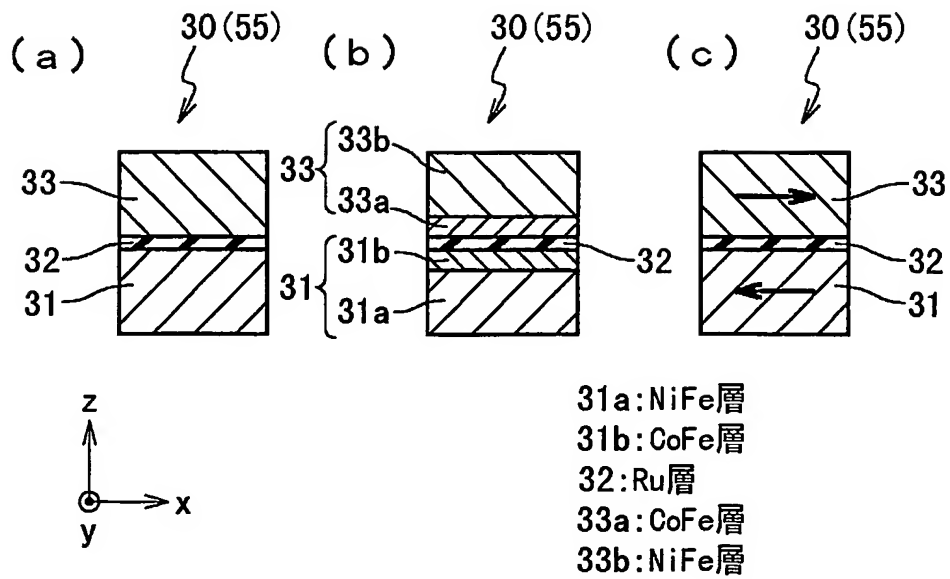 30(55)
30(55)
30(55)
(a)
(b)
(c)
33
32
31
33
33b
33a
31
31b
31a
32
33
32
31
z
x
y
31a:NiFe層
31b:CoFe層
32:Ru層
33a:CoFe層
33b:NiFe層